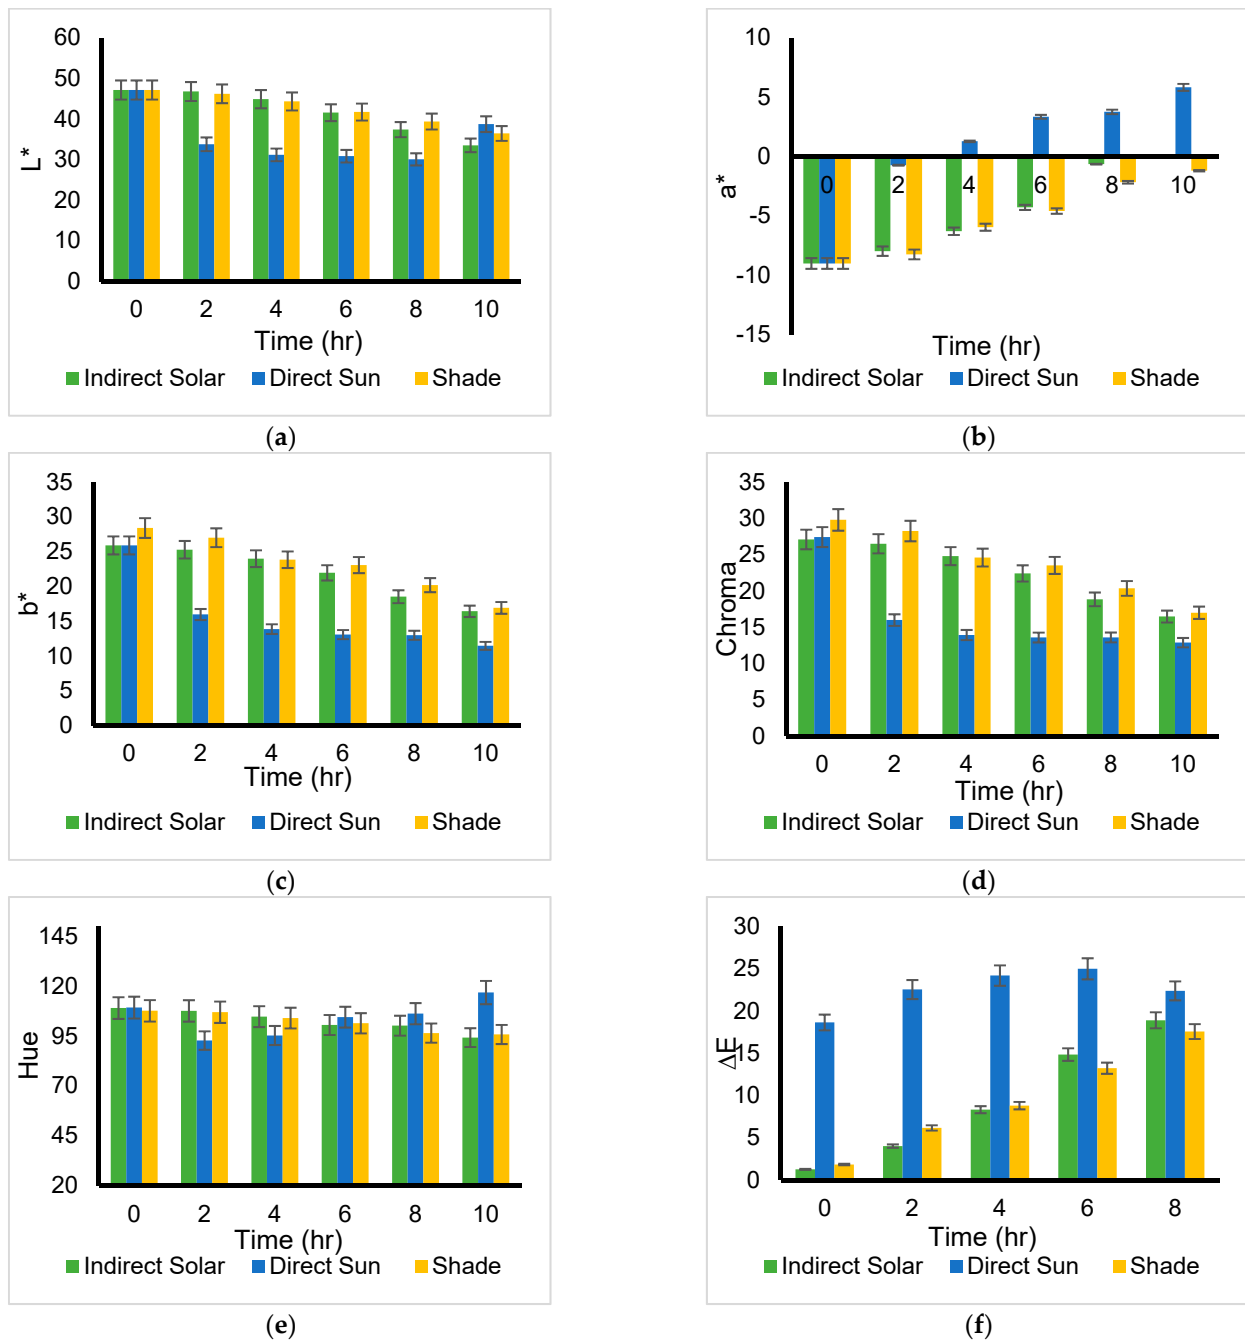 60
50
40
30
20
10
0
L*
0 2 4 6 8 10
Time (hr)
Indirect Solar Direct Sun Shade
(a)
10
5
0
-5
-10
-15
a*
0 2 4 6 8 10
Time (hr)
Indirect Solar Direct Sun Shade
(b)
35
30
25
20
15
10
5
0
b*
0 2 4 6 8 10
Time (hr)
Indirect Solar Direct Sun Shade
(c)
35
30
25
20
15
10
5
0
Chroma
0 2 4 6 8 10
Time (hr)
Indirect Solar Direct Sun Shade
(d)
145
120
95
70
45
20
Hue
0 2 4 6 8 10
Time (hr)
Indirect Solar Direct Sun Shade
(e)
30
25
20
15
10
5
0
ΔE
0 2 4 6 8
Time (hr)
Indirect Solar Direct Sun Shade
(f)